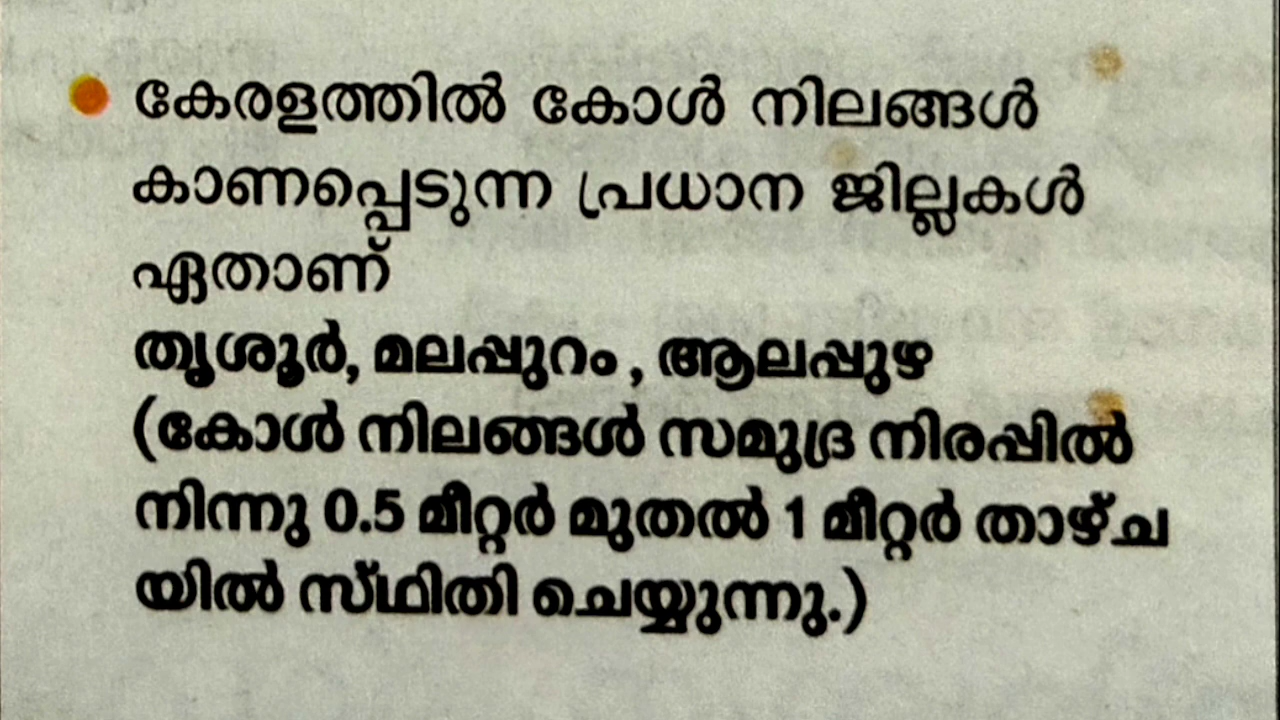 കേരളത്തിൽ കോൾ നിലങ്ങൾ
കാണപ്പെടുന്ന പ്രധാന ജില്ലകൾ
ഏതാണ്
തൃശൂർ, മലപ്പുറം , ആലപ്പുഴ
(കോൾ നിലങ്ങൾ സമുദ്ര നിരപ്പിൽ
നിന്നു 0.5 മീറ്റർ മുതൽ 1 മീറ്റർ താഴ്ച
യിൽ സ്ഥിതി ചെയ്യുന്നു.)